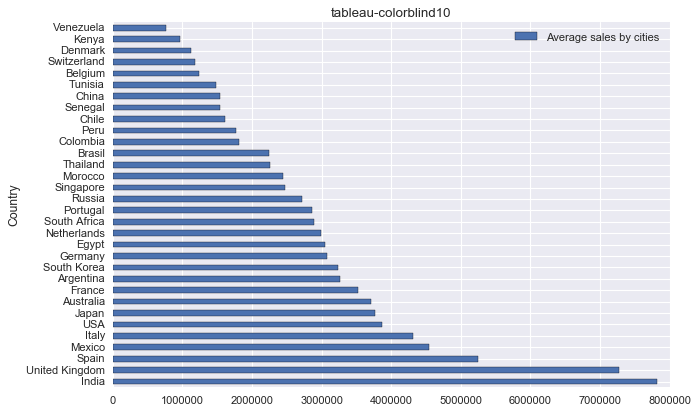 tableau-colorblind10
Average sales by cities
Country
Venezuela
Kenya
Denmark
Switzerland
Belgium
Tunisia
China
Senegal
Chile
Peru
Colombia
Brasil
Thailand
Morocco
Singapore
Russia
Portugal
South Africa
Netherlands
Egypt
Germany
South Korea
Argentina
France
Australia
Japan
USA
Italy
Mexico
Spain
United Kingdom
India
0 1000000 2000000 3000000 4000000 5000000 6000000 7000000 8000000